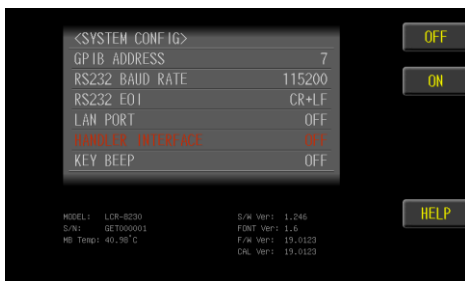 <SYSTEM CONFIG>
GPIB ADDRESS 7
RS232 BAUD RATE 115200
RS232 EOI CR+LF
LAN PORT OFF
HANDLER INTERFACE OFF
KEY BEEP OFF
OFF
ON
HELP
MODEL: LCR-8230
S/N: GET000001
MB Temp: 40.98°C
S/W Ver: 1.246
FONT Ver: 1.6
F/W Ver: 19.0123
CAL Ver: 19.0123